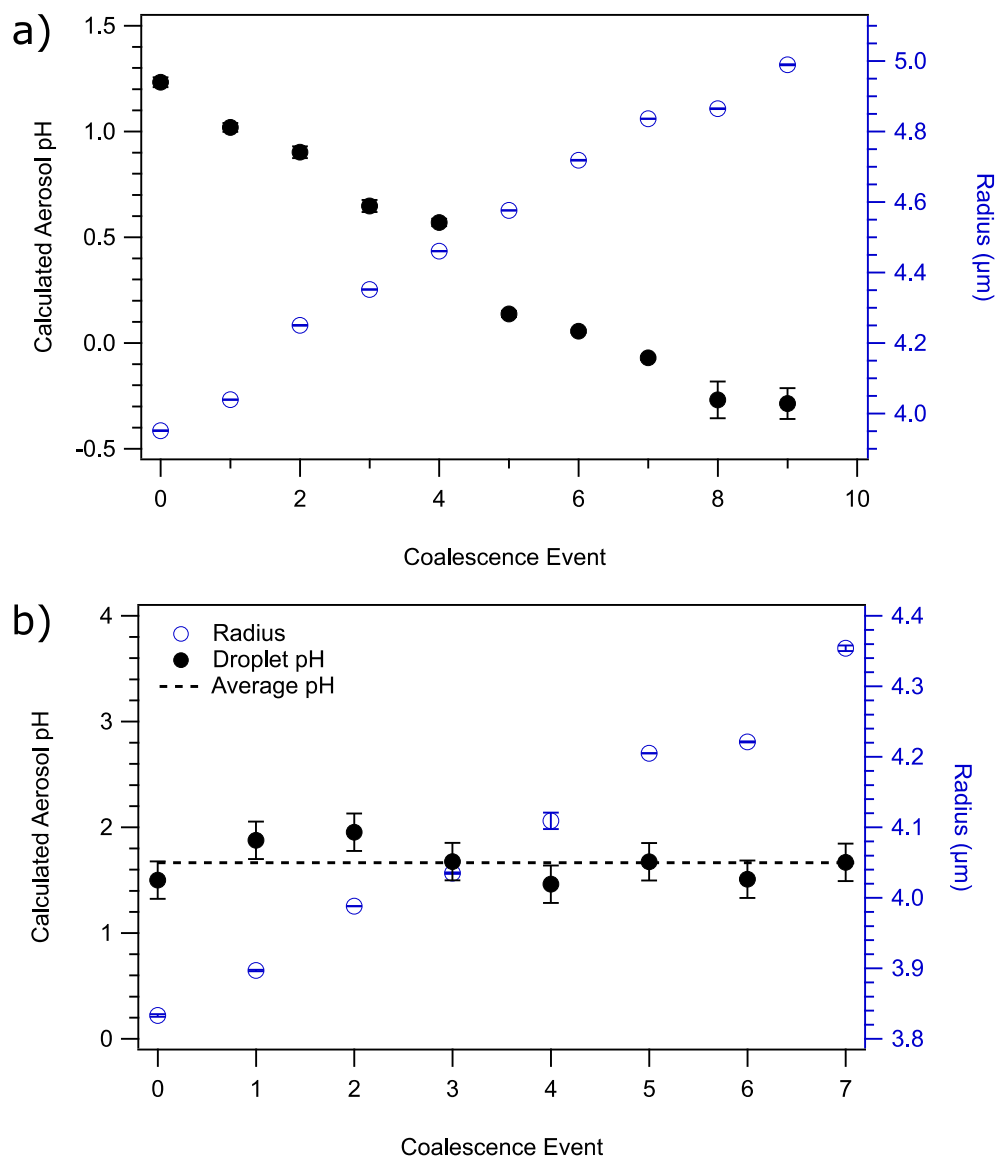 a)
1.5
1.0
0.5
0.0
-0.5
Calculated Aerosol pH
5.0
4.8
4.6
4.4
4.2
4.0
Radius (µm)
0 2 4 6 8 10
Coalescence Event
b)
Radius
Droplet pH
Average pH
4
3
2
1
0
Calculated Aerosol pH
4.4
4.3
4.2
4.1
4.0
3.9
3.8
Radius (µm)
0 1 2 3 4 5 6 7
Coalescence Event